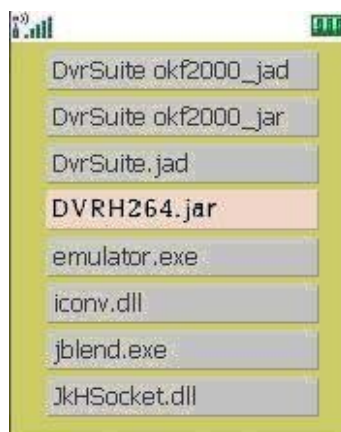 DvrSuite okf2000_jad
DvrSuite okf2000_jar
DvrSuite.jad
DVRH264.jar
emulator.exe
iconv.dll
jblend.exe
JkHSocket.dll